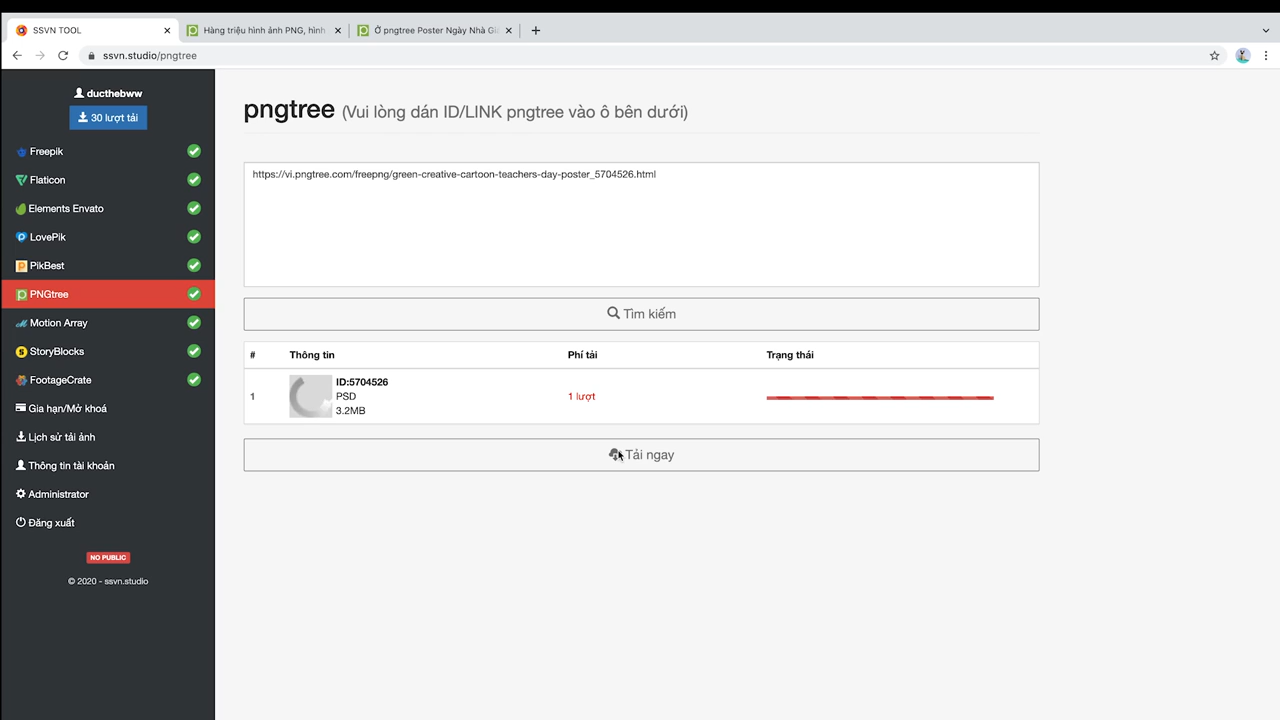 SSVN TOOL
Hàng triệu hình ảnh PNG, hình
Ở pngtree Poster Ngày Nhà Gi
ssvn.studio/pngtree
ducthebww
30 lượt tải
Freepik
Flaticon
Elements Envato
LovePik
PikBest
PNGtree
Motion Array
StoryBlocks
FootageCrate
Gia hạn/Mở khoá
Lịch sử tải ảnh
Thông tin tài khoản
Administrator
Đăng xuất
NO PUBLIC
© 2020 - ssvn.studio
pngtree (Vui lòng dán ID/LINK pngtree vào ô bên dưới)
https://vi.pngtree.com/freepng/green-creative-cartoon-teachers-day-poster_5704526.html
Tìm kiếm
# Thông tin Phí tải Trạng thái
1 ID:5704526 1 lượt
PSD
3.2MB
Tải ngay